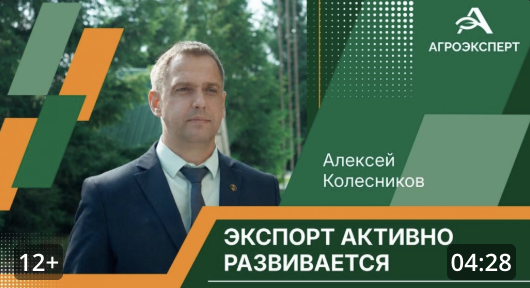 АГРОЭКСПЕРТ
Алексей
Колесников
ЭКСПОРТ АКТИВНО
РАЗВИВАЕТСЯ
12+
04:28